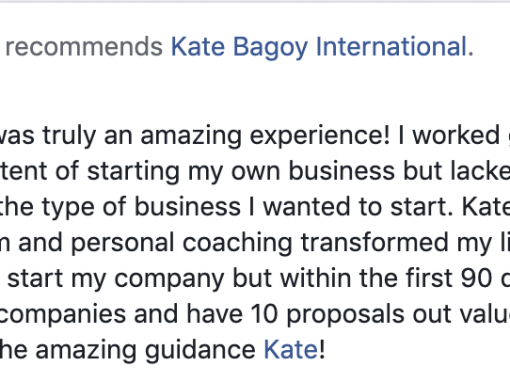 recommends Kate Bagoy International.
was truly an amazing experience! I worked
tent of starting my own business but lacke
the type of business I wanted to start. Kate
and personal coaching transformed my li
start my company but within the first 90
companies and have 10 proposals out valu
the amazing guidance Kate!